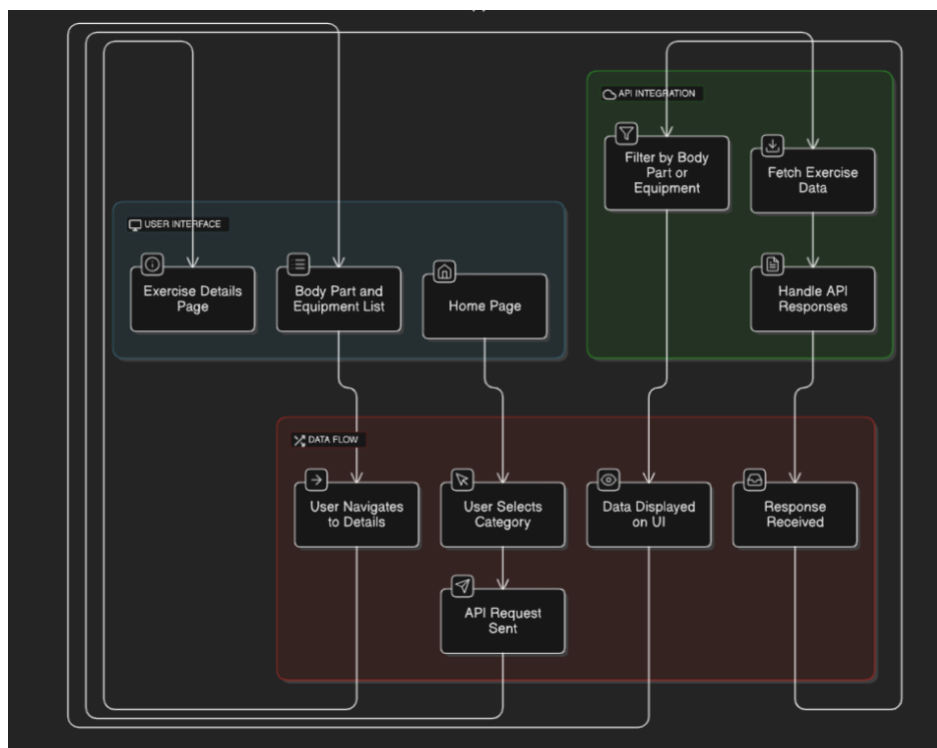 API INTEGRATION
Filter by Body
Part or
Equipment
Fetch Exercise
Data
USER INTERFACE
Exercise Details
Page
Body Part and
Equipment List
Home Page
Handle API
Responses
DATA FLOW
User Navigates
to Details
User Selects
Category
Data Displayed
on UI
Response
Received
API Request
Sent